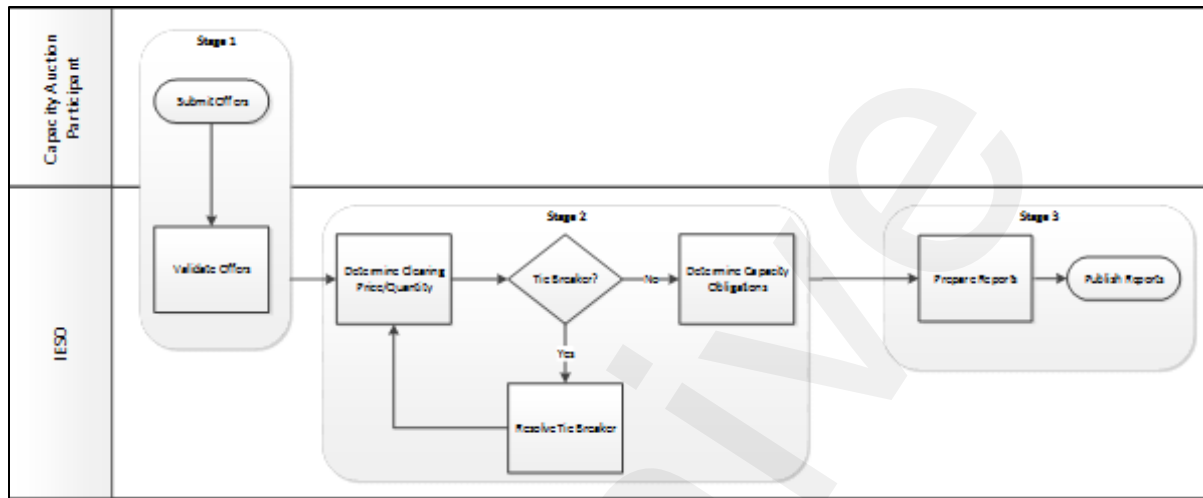 Capacity Auction
Participant
Stage 1
Submit Offers
IESO
Validate Offers
Stage 2
Determine Clearing
Price/Quantity
Tie Breaker?
No
Determine Capacity
Obligations
Yes
Resolve Tie Breaker
Stage 3
Prepare Reports
Publish Reports
ive